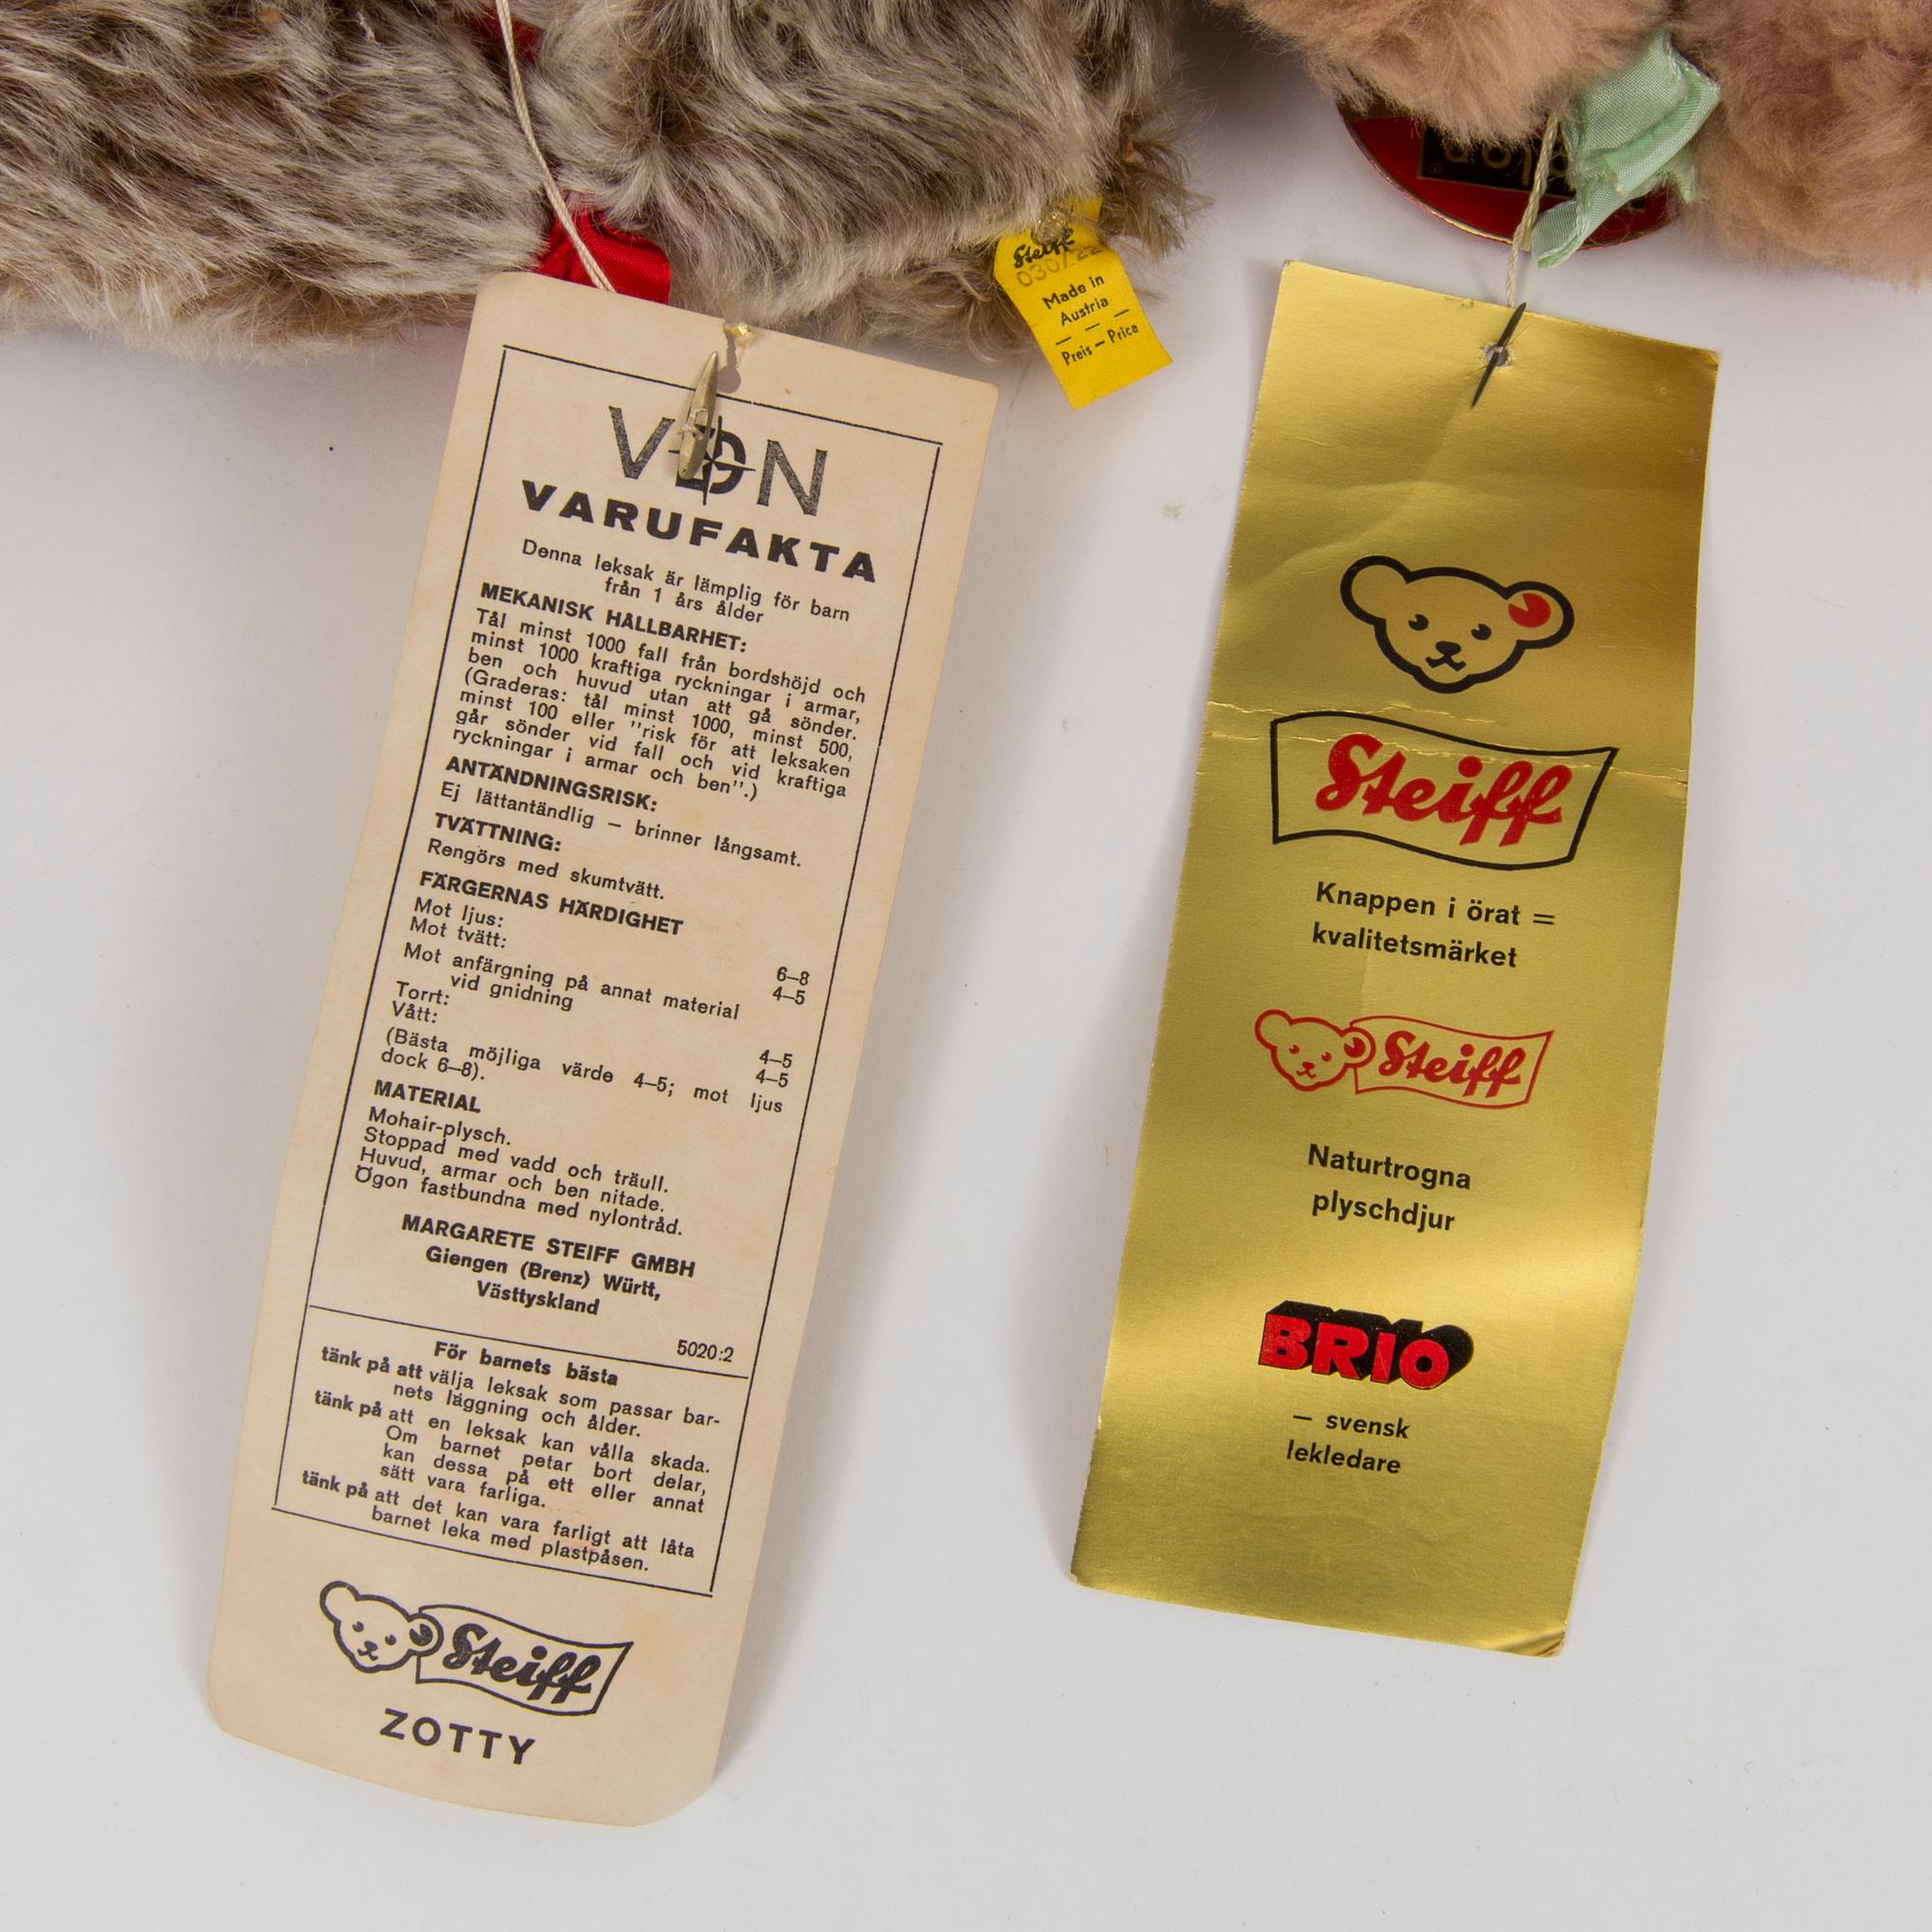 VDN
VARUFAKTA
Denna leksak är lämplig för barn
från 1 års ålder
MEKANISK HÅLLBARHET:
Tål minst 1000 fall från bordshöjd och
minst 1000 kraftiga ryckningar i armar,
ben och huvud utan att gå sönder.
(Graderas: tål minst 1000, minst 500,
minst 100 eller "risk för att leksaken
går sönder vid fall och vid kraftiga
ryckningar i armar och ben".)
ANTÄNDNINGSRISK:
Ej lättantändlig — brinner långsamt.
TVÄTTNING:
Rengörs med skumtvätt.
FÄRGERNAS HÄRDIGHET
Mot ljus: 6–8
Mot tvätt: 4–5
Mot anfärgning på annat material
vid gnidning
Torrt: 4–5
Vått: 4–5
(Bästa möjliga värde 4–5; mot ljus
dock 6–8).
MATERIAL
Mohair-plysch.
Stoppad med vadd och träull.
Huvud, armar och ben nitade.
Ögon fastbundna med nylontråd.
MARGARETE STEIFF GMBH
Giengen (Brenz) Württ,
Västtyskland
5020:2
För barnets bästa
tänk på att välja leksak som passar bar-
nets läggning och ålder.
tänk på att en leksak kan vålla skada.
Om barnet petar bort delar,
kan dessa på ett eller annat
sätt vara farliga.
tänk på att det kan vara farligt att låta
barnet leka med plastpåsen.
Steiff
ZOTTY
Steiff
Made in
Austria
Preis — Price
Steiff
Knappen i örat =
kvalitetsmärket
Steiff
Naturtrogna
plyschdjur
BRIO
— svensk
lekledare